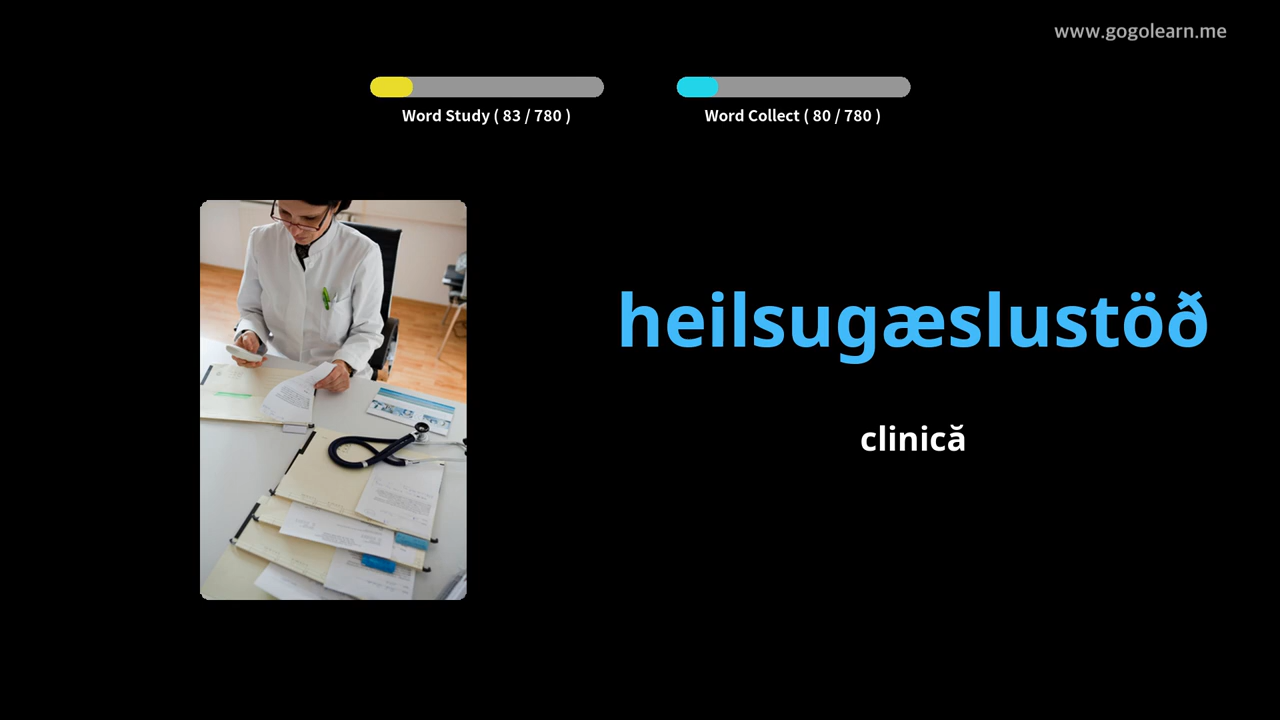 www.gogolearn.me
Word Study ( 83 / 780 )
Word Collect ( 80 / 780 )
heilsugæslustöð
clinică